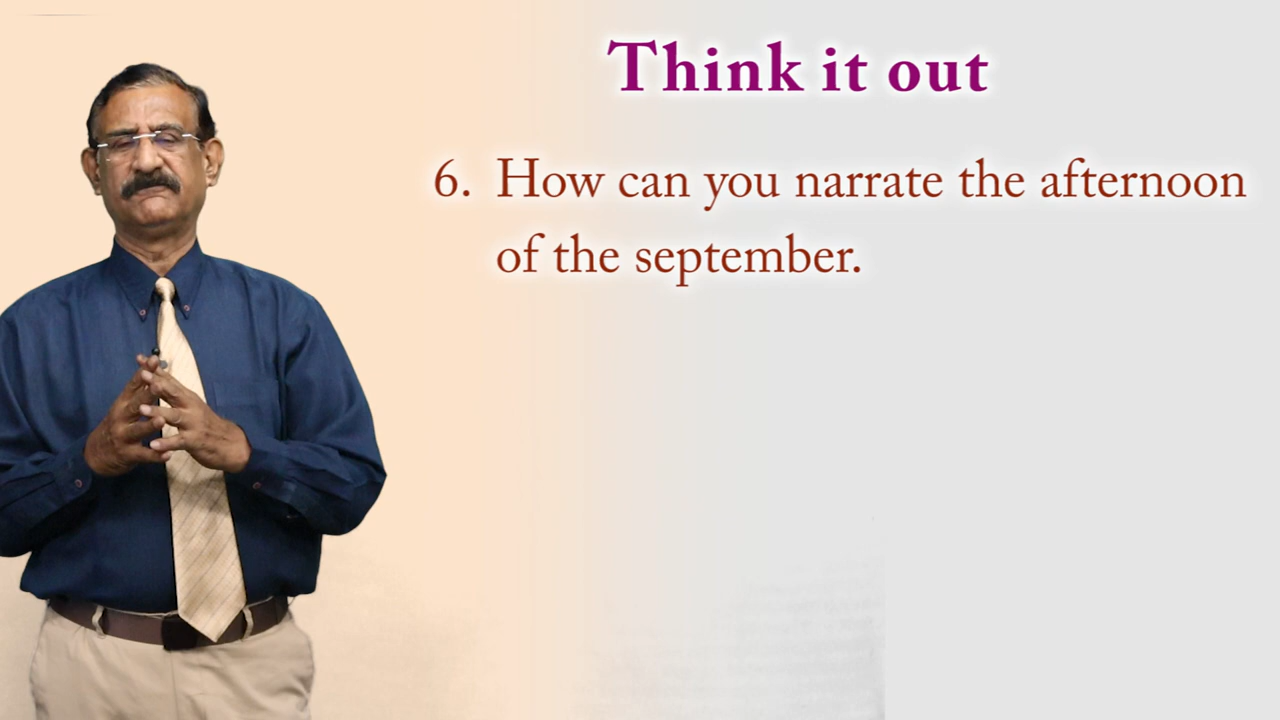 Think it out
6. How can you narrate the afternoon
of the september.